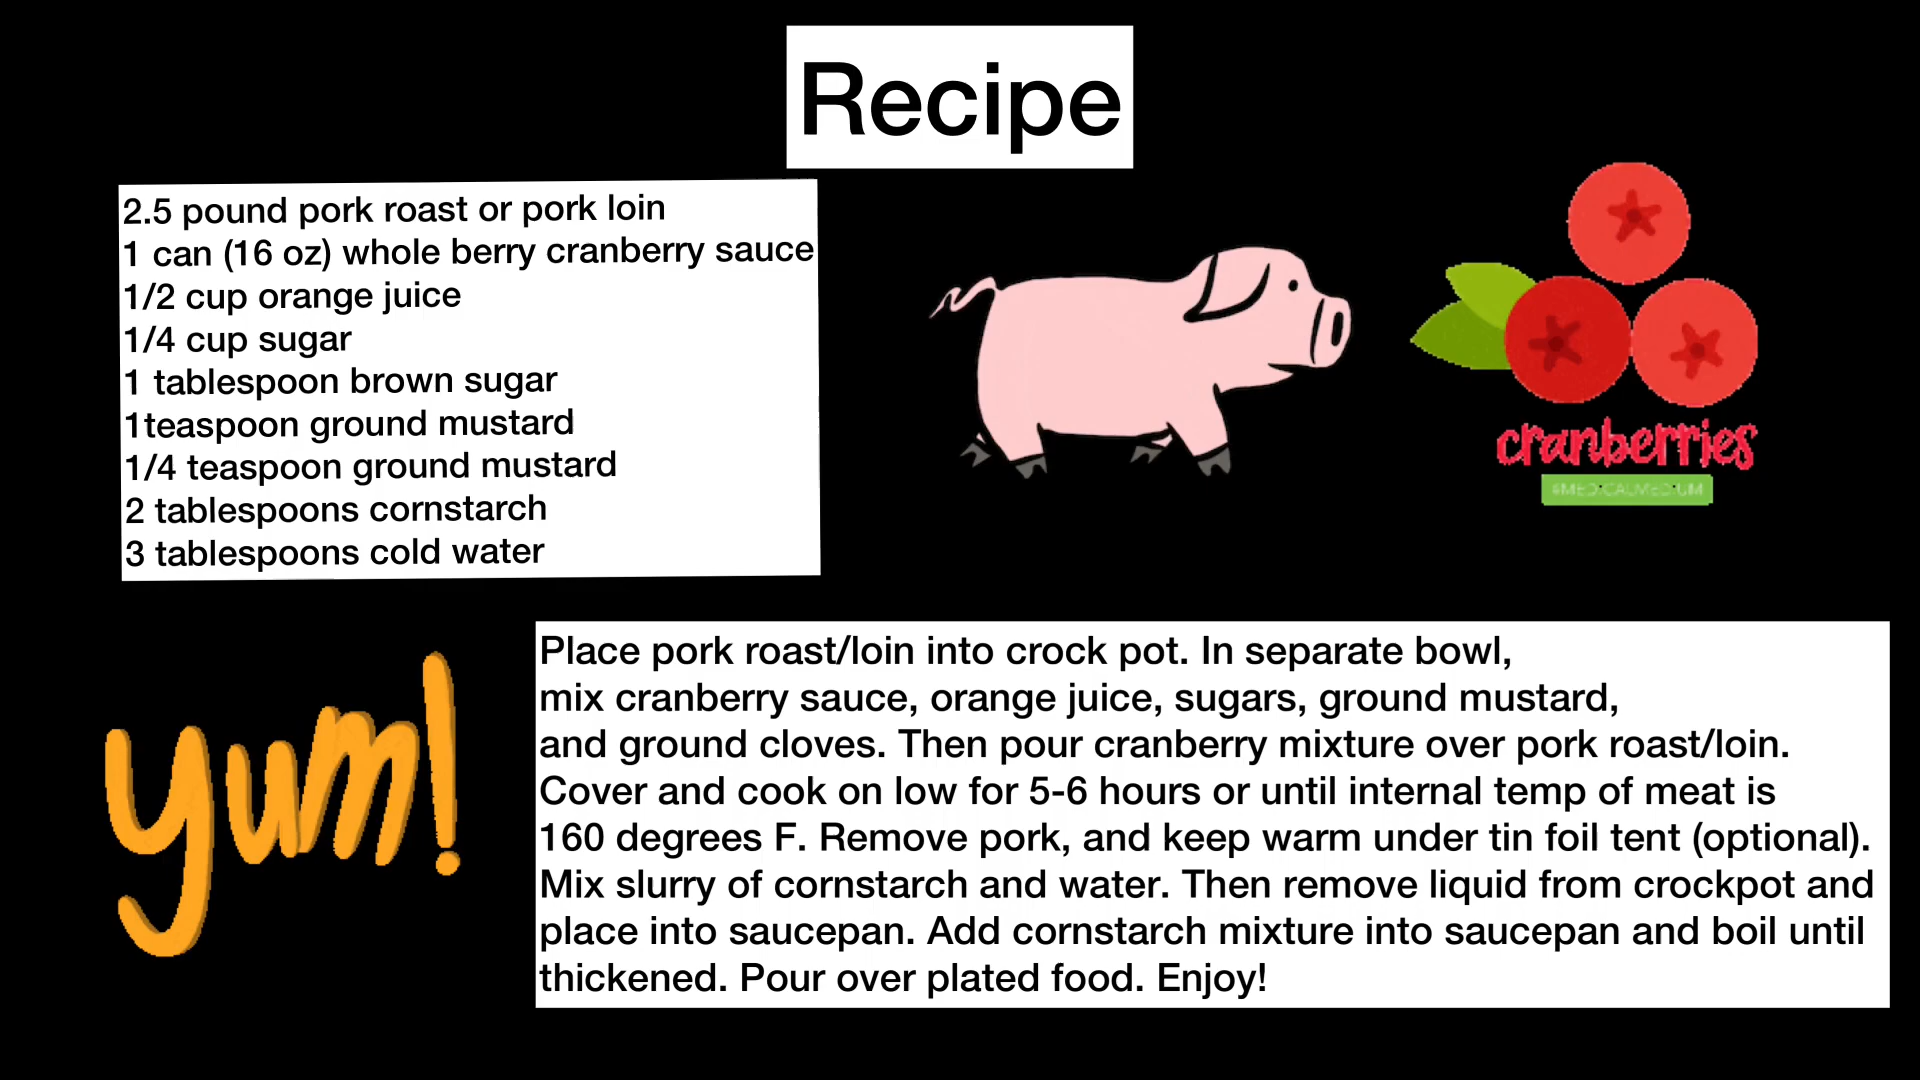 Recipe
2.5 pound pork roast or pork loin
1 can (16 oz) whole berry cranberry sauce
1/2 cup orange juice
1/4 cup sugar
1 tablespoon brown sugar
1teaspoon ground mustard
1/4 teaspoon ground mustard
2 tablespoons cornstarch
3 tablespoons cold water
cranberries
#MEDICALMEDIUM
yum!
Place pork roast/loin into crock pot. In separate bowl,
mix cranberry sauce, orange juice, sugars, ground mustard,
and ground cloves. Then pour cranberry mixture over pork roast/loin.
Cover and cook on low for 5-6 hours or until internal temp of meat is
160 degrees F. Remove pork, and keep warm under tin foil tent (optional).
Mix slurry of cornstarch and water. Then remove liquid from crockpot and
place into saucepan. Add cornstarch mixture into saucepan and boil until
thickened. Pour over plated food. Enjoy!